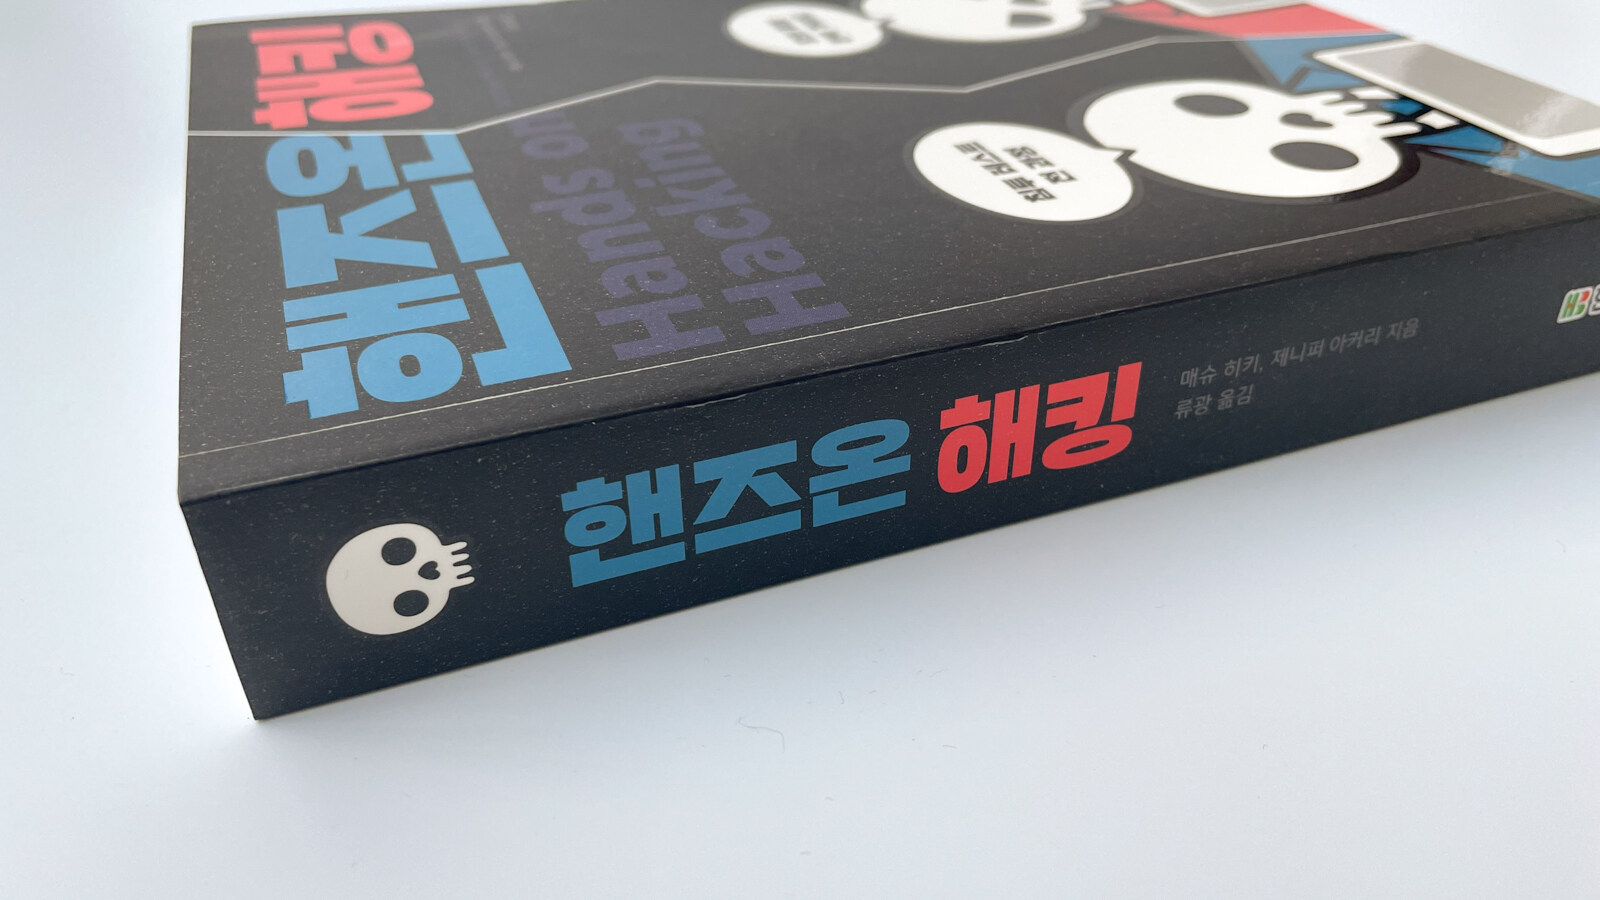 핸즈온
해킹
Hands on
Hacking
핸즈온 해킹
매슈 히키, 제니퍼 아커리 지음
류광 옮김
HB